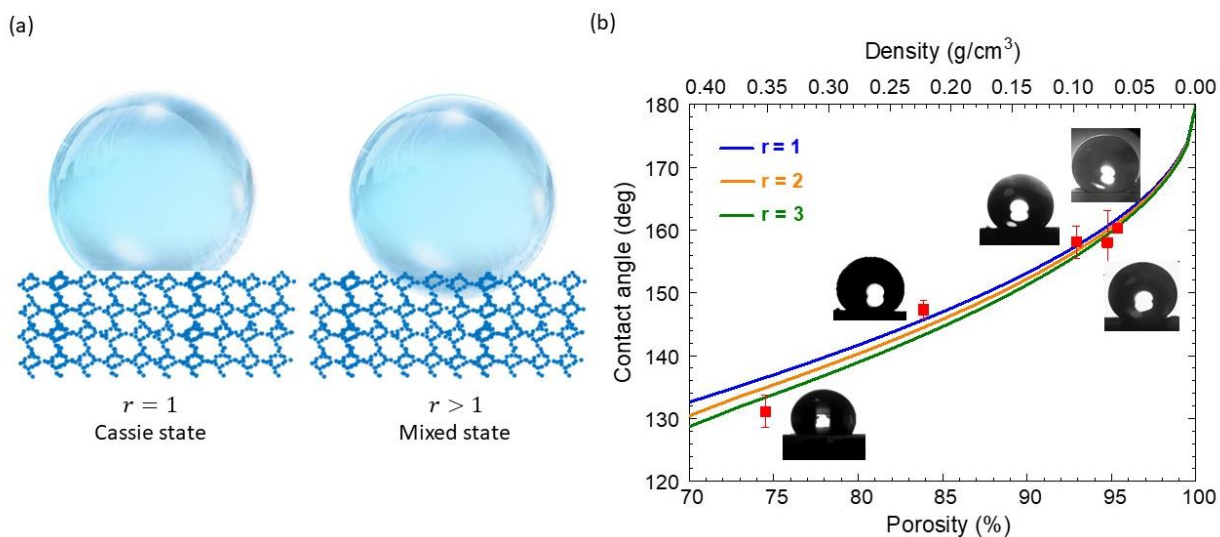 (a)
r = 1
Cassie state
r > 1
Mixed state
(b)
Density (g/cm³)
0.40 0.35 0.30 0.25 0.20 0.15 0.10 0.05 0.00
180
170
160
150
140
130
120
Contact angle (deg)
r = 1
r = 2
r = 3
70 75 80 85 90 95 100
Porosity (%)